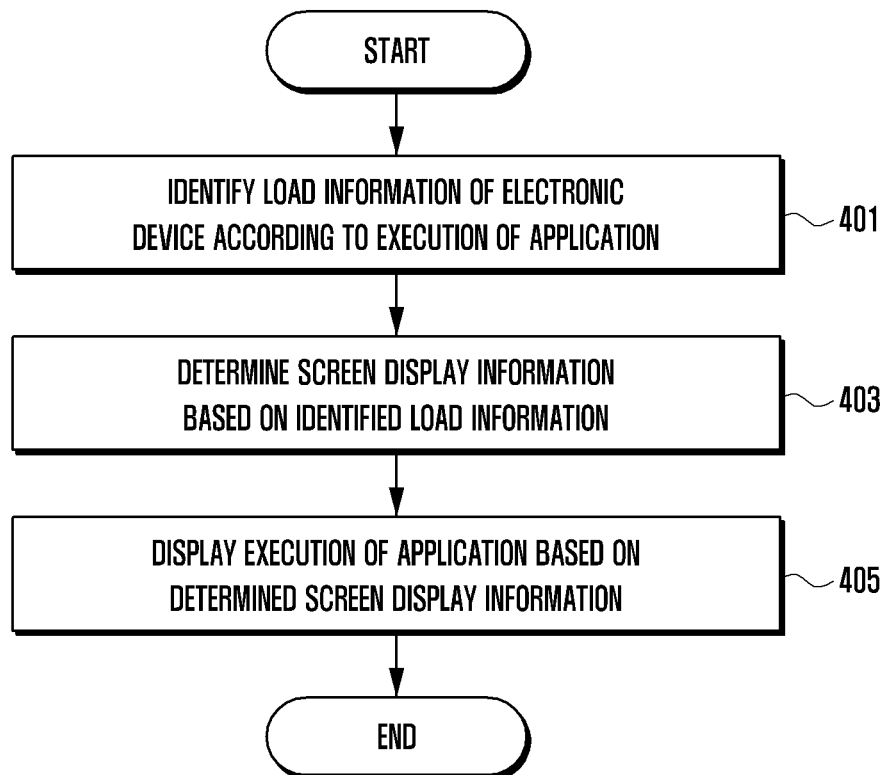 START
IDENTIFY LOAD INFORMATION OF ELECTRONIC
DEVICE ACCORDING TO EXECUTION OF APPLICATION
401
DETERMINE SCREEN DISPLAY INFORMATION
BASED ON IDENTIFIED LOAD INFORMATION
403
DISPLAY EXECUTION OF APPLICATION BASED ON
DETERMINED SCREEN DISPLAY INFORMATION
405
END